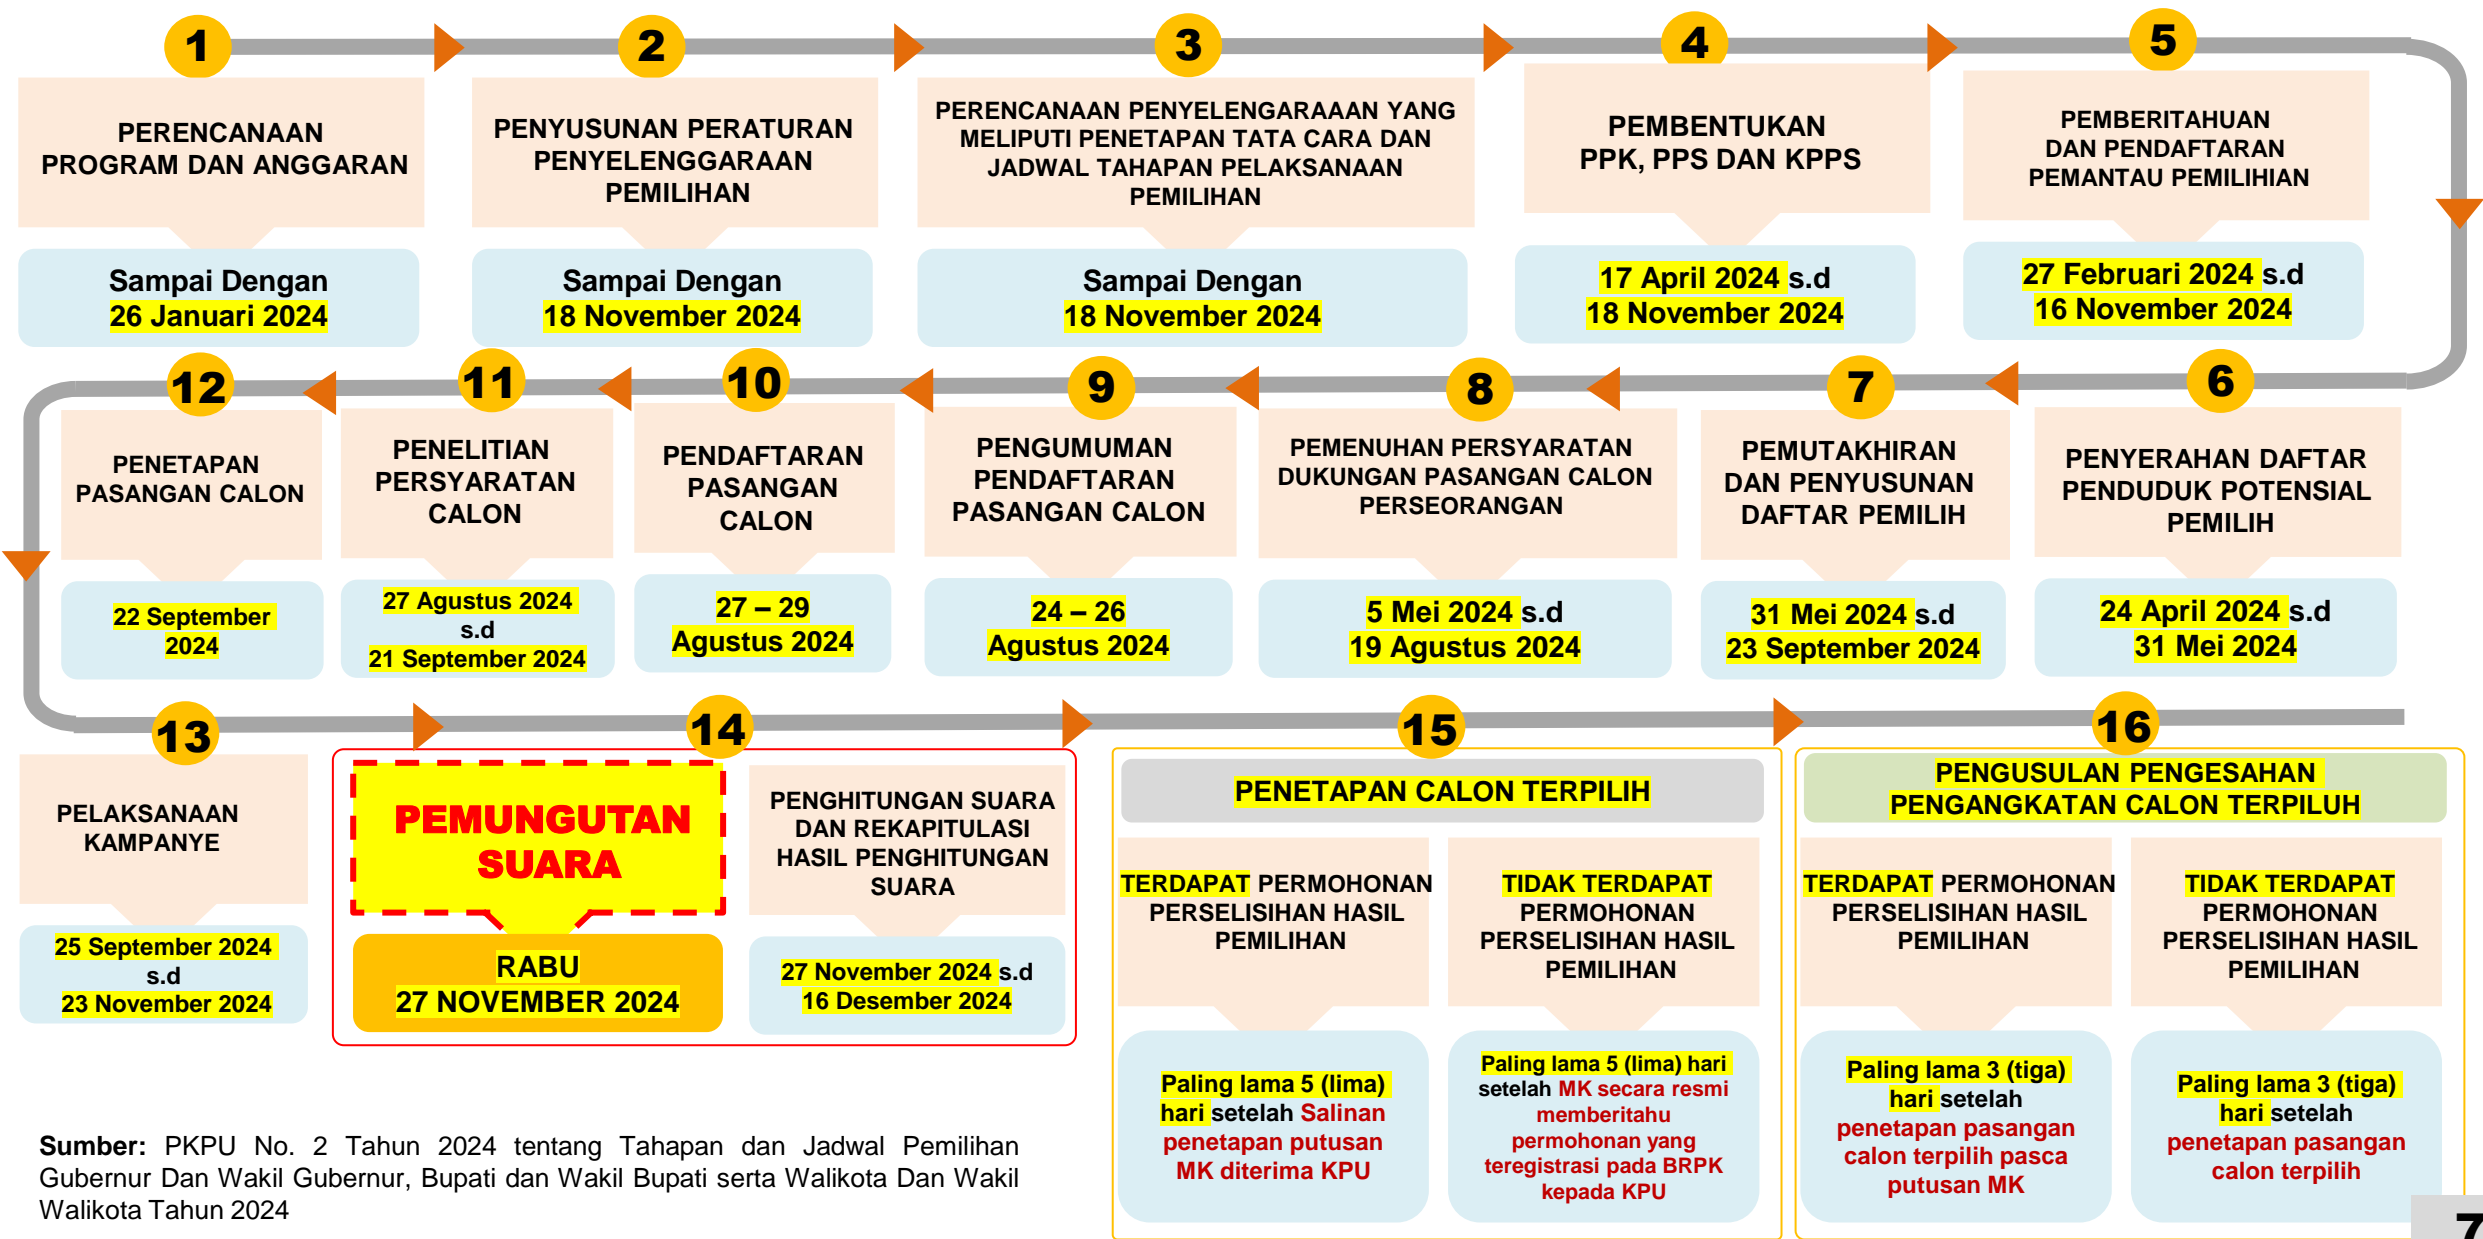 1
PERENCANAAN
PROGRAM DAN ANGGARAN
Sampai Dengan
26 Januari 2024
2
PENYUSUNAN PERATURAN
PENYELENGGARAAN
PEMILIHAN
Sampai Dengan
18 November 2024
3
PERENCANAAN PENYELENGARAAAN YANG
MELIPUTI PENETAPAN TATA CARA DAN
JADWAL TAHAPAN PELAKSANAAN
PEMILIHAN
Sampai Dengan
18 November 2024
4
PEMBENTUKAN
PPK, PPS DAN KPPS
17 April 2024 s.d
18 November 2024
5
PEMBERITAHUAN
DAN PENDAFTARAN
PEMANTAU PEMILIHIAN
27 Februari 2024 s.d
16 November 2024
6
PENYERAHAN DAFTAR
PENDUDUK POTENSIAL
PEMILIH
24 April 2024 s.d
31 Mei 2024
7
PEMUTAKHIRAN
DAN PENYUSUNAN
DAFTAR PEMILIH
31 Mei 2024 s.d
23 September 2024
8
PEMENUHAN PERSYARATAN
DUKUNGAN PASANGAN CALON
PERSEORANGAN
5 Mei 2024 s.d
19 Agustus 2024
9
PENGUMUMAN
PENDAFTARAN
PASANGAN CALON
24 – 26
Agustus 2024
10
PENDAFTARAN
PASANGAN
CALON
27 – 29
Agustus 2024
11
PENELITIAN
PERSYARATAN
CALON
27 Agustus 2024
s.d
21 September 2024
12
PENETAPAN
PASANGAN CALON
22 September
2024
13
PELAKSANAAN
KAMPANYE
25 September 2024
s.d
23 November 2024
14
PEMUNGUTAN
SUARA
RABU
27 NOVEMBER 2024
PENGHITUNGAN SUARA
DAN REKAPITULASI
HASIL PENGHITUNGAN
SUARA
27 November 2024 s.d
16 Desember 2024
15
PENETAPAN CALON TERPILIH
TERDAPAT PERMOHONAN
PERSELISIHAN HASIL
PEMILIHAN
Paling lama 5 (lima)
hari setelah Salinan
penetapan putusan
MK diterima KPU
TIDAK TERDAPAT
PERMOHONAN
PERSELISIHAN HASIL
PEMILIHAN
Paling lama 5 (lima) hari
setelah MK secara resmi
memberitahu
permohonan yang
teregistrasi pada BRPK
kepada KPU
16
PENGUSULAN PENGESAHAN
PENGANGKATAN CALON TERPILUH
TERDAPAT PERMOHONAN
PERSELISIHAN HASIL
PEMILIHAN
Paling lama 3 (tiga)
hari setelah
penetapan pasangan
calon terpilih pasca
putusan MK
TIDAK TERDAPAT
PERMOHONAN
PERSELISIHAN HASIL
PEMILIHAN
Paling lama 3 (tiga)
hari setelah
penetapan pasangan
calon terpilih
Sumber: PKPU No. 2 Tahun 2024 tentang Tahapan dan Jadwal Pemilihan
Gubernur Dan Wakil Gubernur, Bupati dan Wakil Bupati serta Walikota Dan Wakil
Walikota Tahun 2024
7